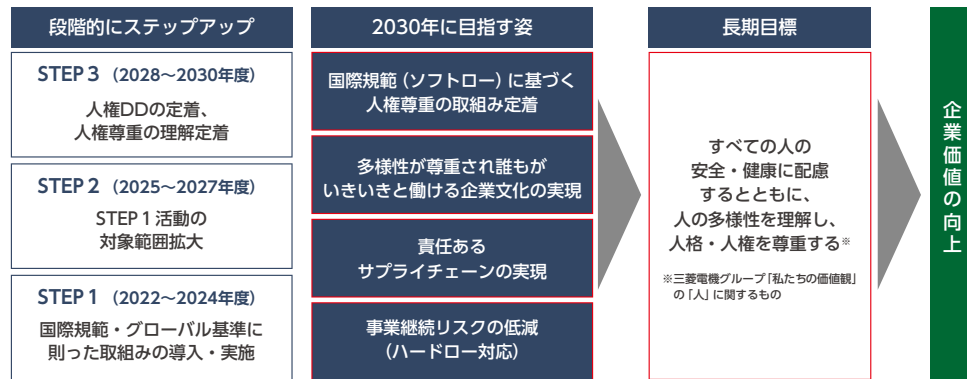 段階的にステップアップ
STEP 3 （2028～2030年度）
人権DDの定着、
人権尊重の理解定着
STEP 2 （2025～2027年度）
STEP 1 活動の
対象範囲拡大
STEP 1 （2022～2024年度）
国際規範・グローバル基準に
則った取組みの導入・実施
2030年に目指す姿
国際規範（ソフトロー）に基づく
人権尊重の取組み定着
多様性が尊重され誰もが
いきいきと働ける企業文化の実現
責任ある
サプライチェーンの実現
事業継続リスクの低減
（ハードロー対応）
長期目標
すべての人の
安全・健康に配慮
するとともに、
人の多様性を理解し、
人格・人権を尊重する※
※三菱電機グループ「私たちの価値観」
の「人」に関するもの
企業価値の向上